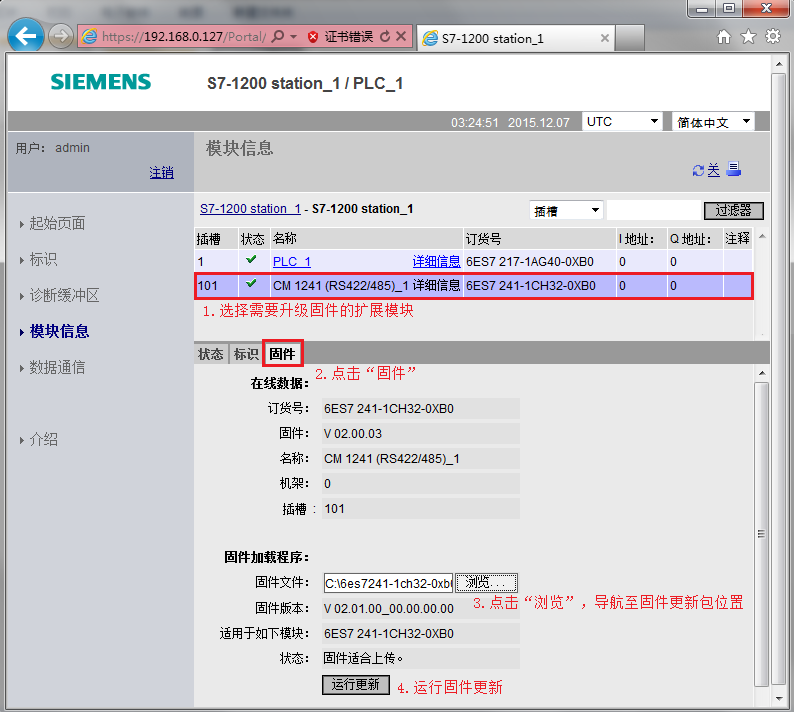 https://192.168.0.127/Portal/ 证书错误 S7-1200 station_1
SIEMENS S7-1200 station_1 / PLC_1
03:24:51 2015.12.07 UTC 简体中文
用户: admin
注销
模块信息
关
起始页面
标识
诊断缓冲区
模块信息
数据通信
介绍
S7-1200 station_1 - S7-1200 station_1 插槽 过滤器
插槽 状态 名称 订货号 I 地址: Q 地址: 注释
1 PLC_1 详细信息 6ES7 217-1AG40-0XB0 0 0
101 CM 1241 (RS422/485)_1 详细信息 6ES7 241-1CH32-0XB0 0 0
1.选择需要升级固件的扩展模块
状态 标识 固件
2.点击“固件”
在线数据:
订货号: 6ES7 241-1CH32-0XB0
固件: V 02.00.03
名称: CM 1241 (RS422/485)_1
机架: 0
插槽 : 101
固件加载程序:
固件文件: C:\6es7241-1ch32-0xb 浏览...
3.点击“浏览”，导航至固件更新包位置
固件版本: V 02.01.00_00.00.00.00
适用于如下模块: 6ES7 241-1CH32-0XB0
状态: 固件适合上传。
运行更新 4.运行固件更新